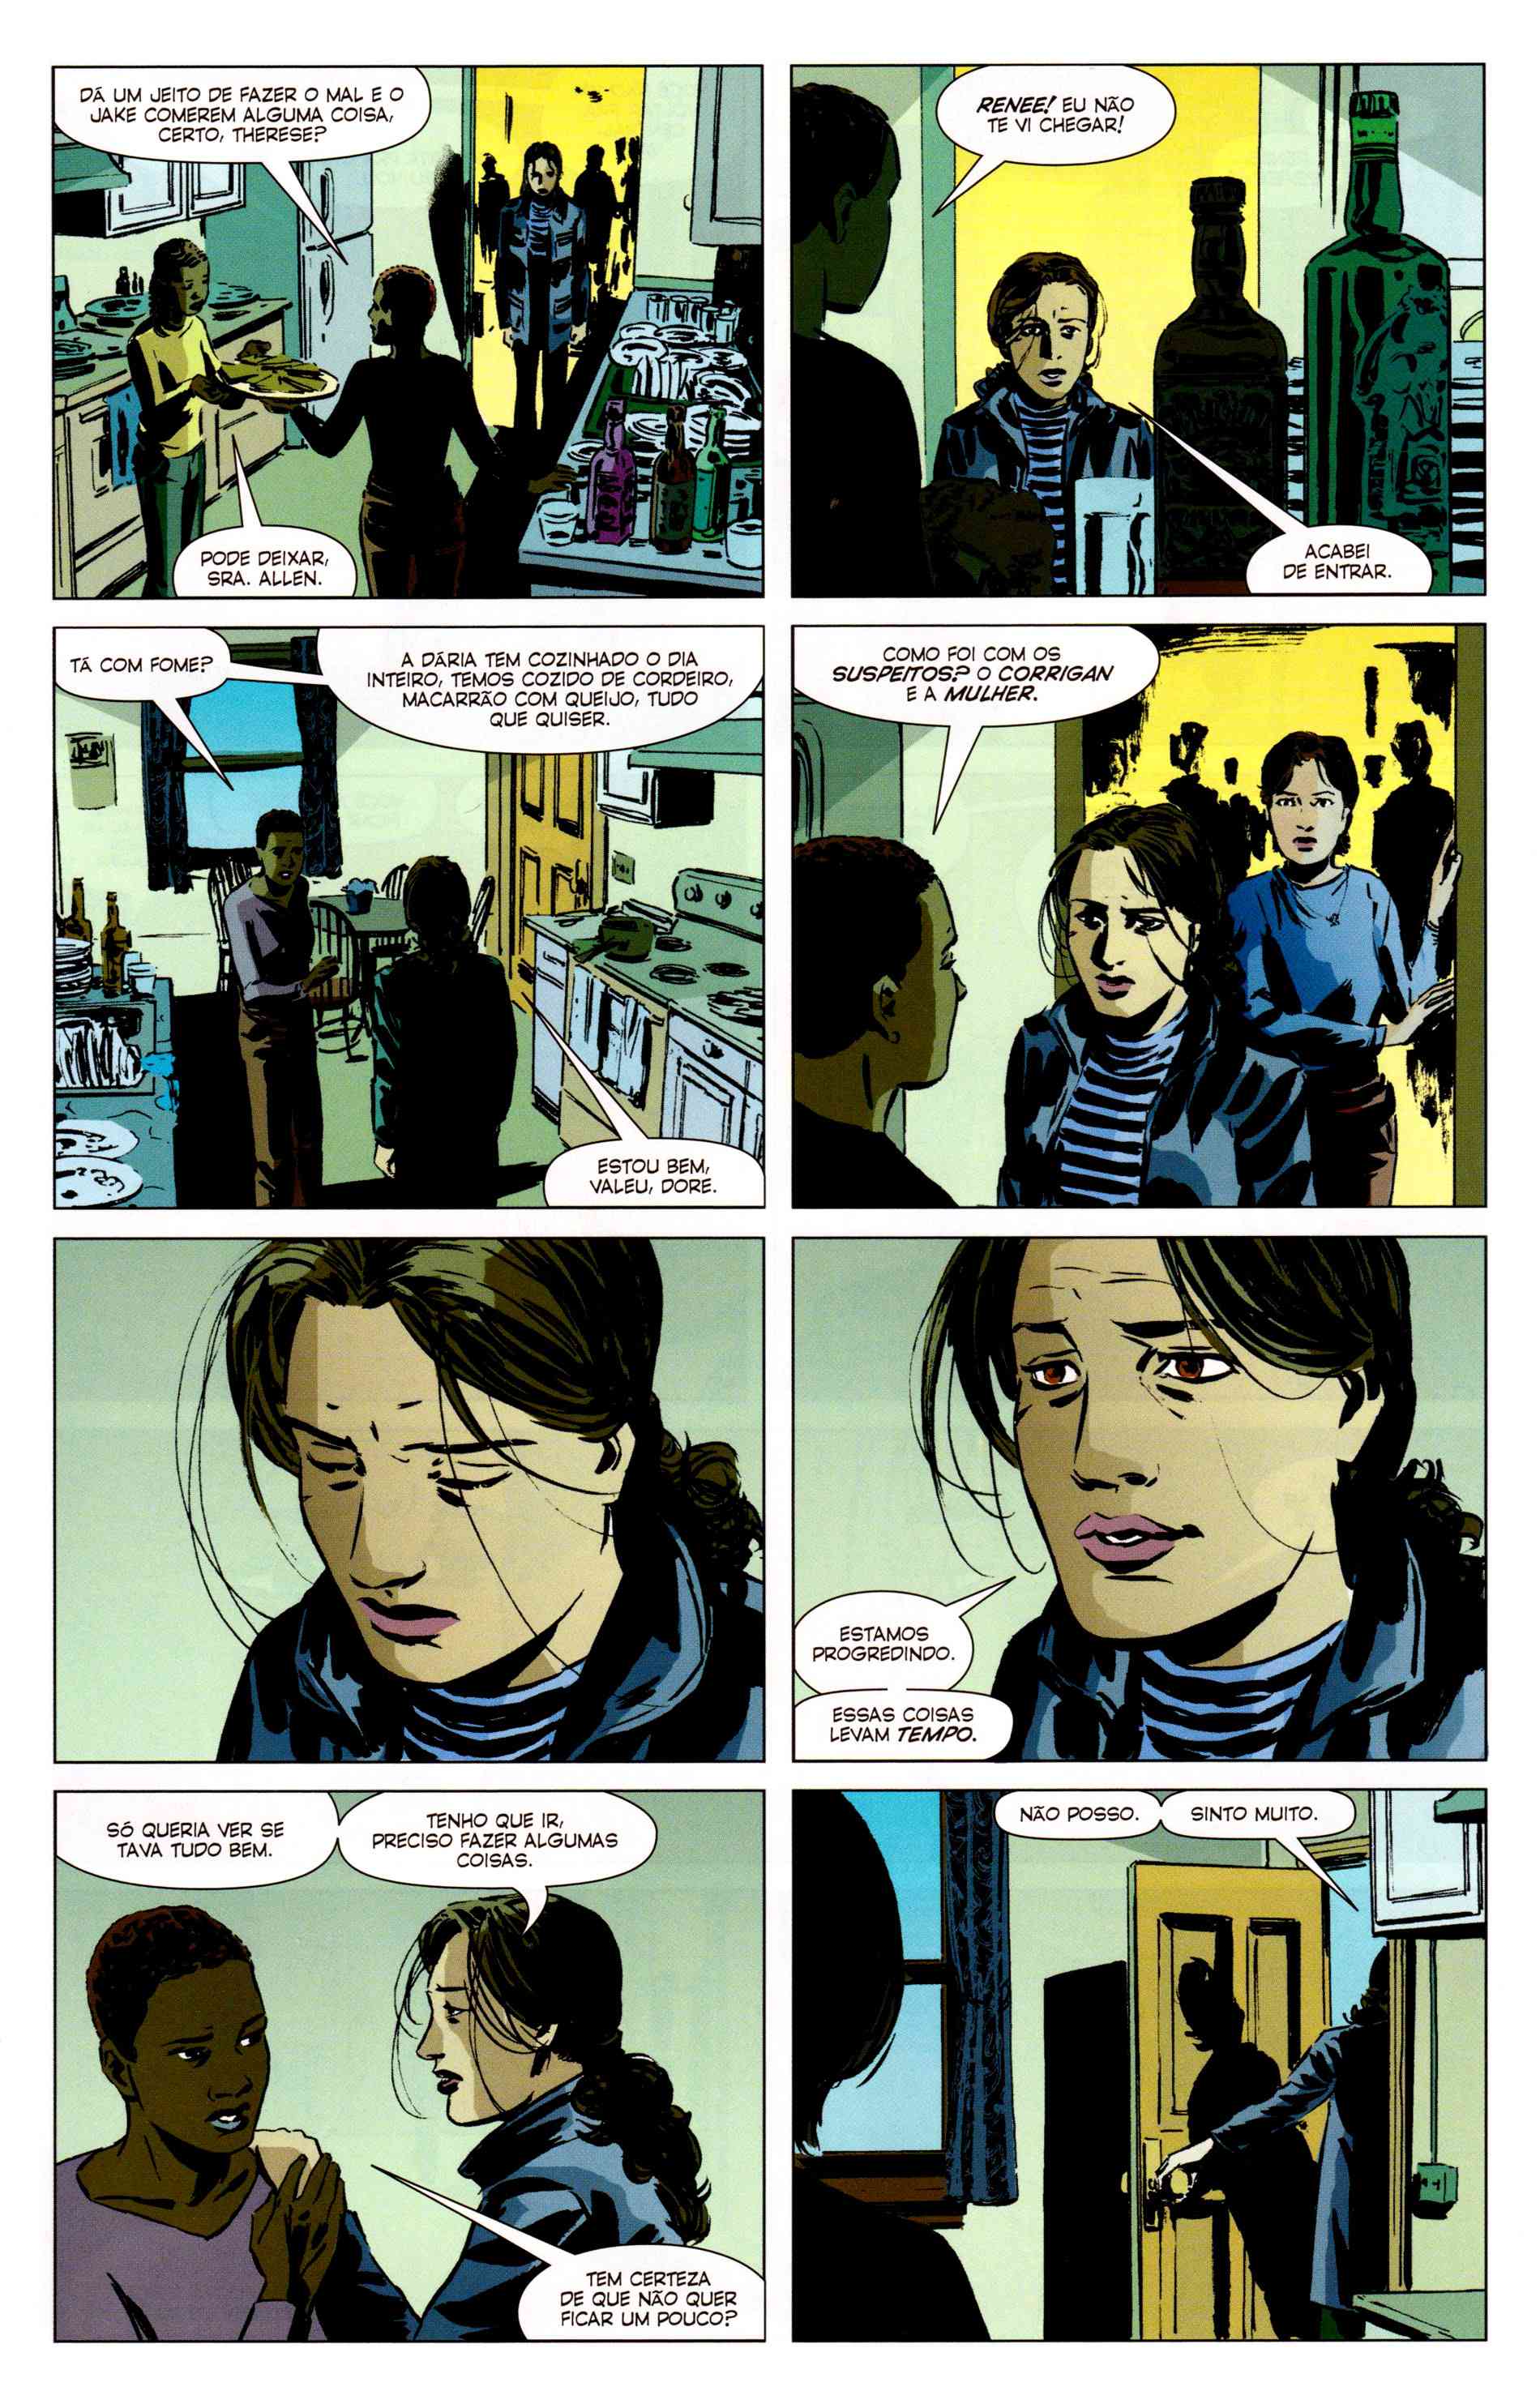 DÁ UM JEITO DE FAZER O MAL E O
JAKE COMEREM ALGUMA COISA,
CERTO, THERESE?
PODE DEIXAR,
SRA. ALLEN.
RENEE! EU NÃO
TE VI CHEGAR!
ACABEI
DE ENTRAR.
TÁ COM FOME?
A DÁRIA TEM COZINHADO O DIA
INTEIRO, TEMOS COZIDO DE CORDEIRO,
MACARRÃO COM QUEIJO, TUDO
QUE QUISER.
ESTOU BEM,
VALEU, DORE.
COMO FOI COM OS
SUSPEITOS? O CORRIGAN
E A MULHER.
ESTAMOS
PROGREDINDO.
ESSAS COISAS
LEVAM TEMPO.
SÓ QUERIA VER SE
TAVA TUDO BEM.
TENHO QUE IR,
PRECISO FAZER ALGUMAS
COISAS.
TEM CERTEZA
DE QUE NÃO QUER
FICAR UM POUCO?
NÃO POSSO.
SINTO MUITO.